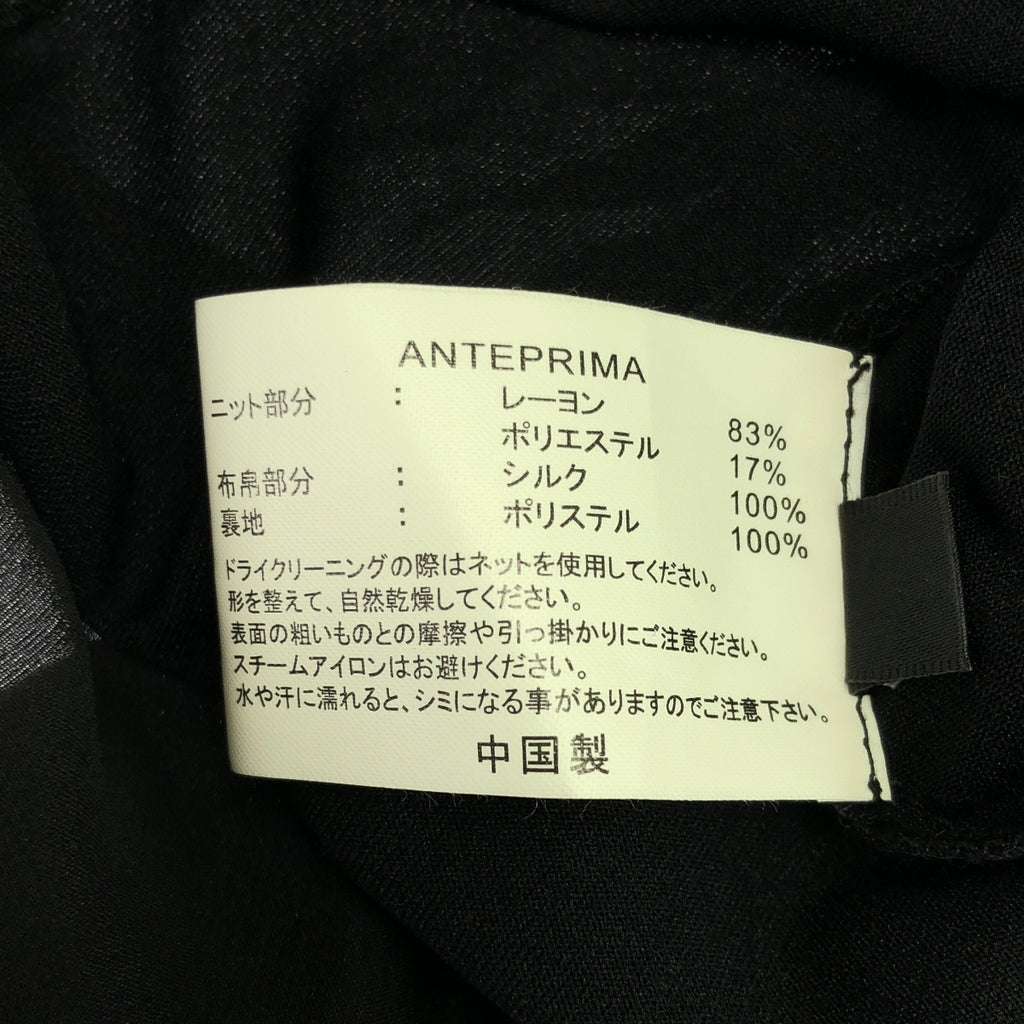 ANTEPRIMA
ニット部分 : レーヨン 83%
ポリエステル 17%
布帛部分 : シルク 100%
裏地 : ポリステル 100%
ドライクリーニングの際はネットを使用してください。
形を整えて、自然乾燥してください。
表面の粗いものとの摩擦や引っ掛かりにご注意ください。
スチームアイロンはお避けください。
水や汗に濡れると、シミになる事がありますのでご注意下さい。
中国製